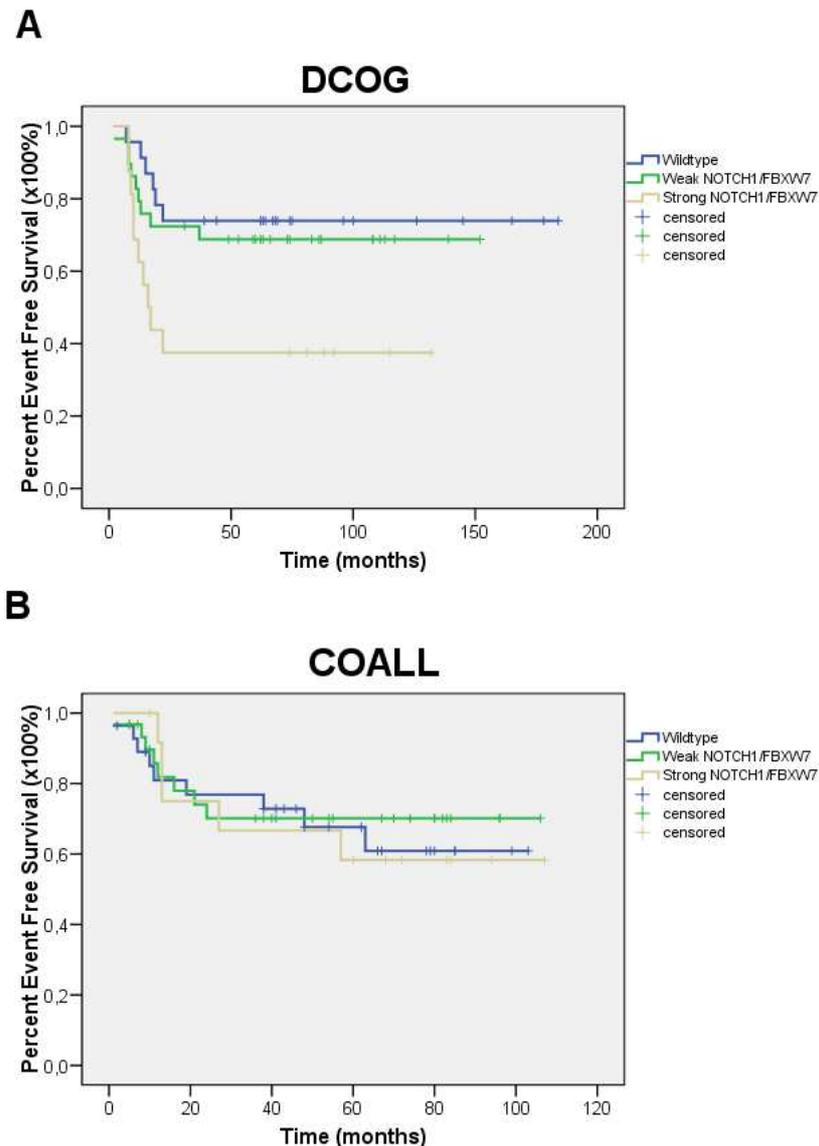 A
DCOG
Percent Event Free Survival (x100%)
1,0
0,8
0,6
0,4
0,2
0,0
0 50 100 150 200
Time (months)
Wildtype
Weak NOTCH1/FBXW7
Strong NOTCH1/FBXW7
censored
censored
censored
B
COALL
Percent Event Free Survival (x100%)
1,0
0,8
0,6
0,4
0,2
0,0
0 20 40 60 80 100 120
Time (months)
Wildtype
Weak NOTCH1/FBXW7
Strong NOTCH1/FBXW7
censored
censored
censored